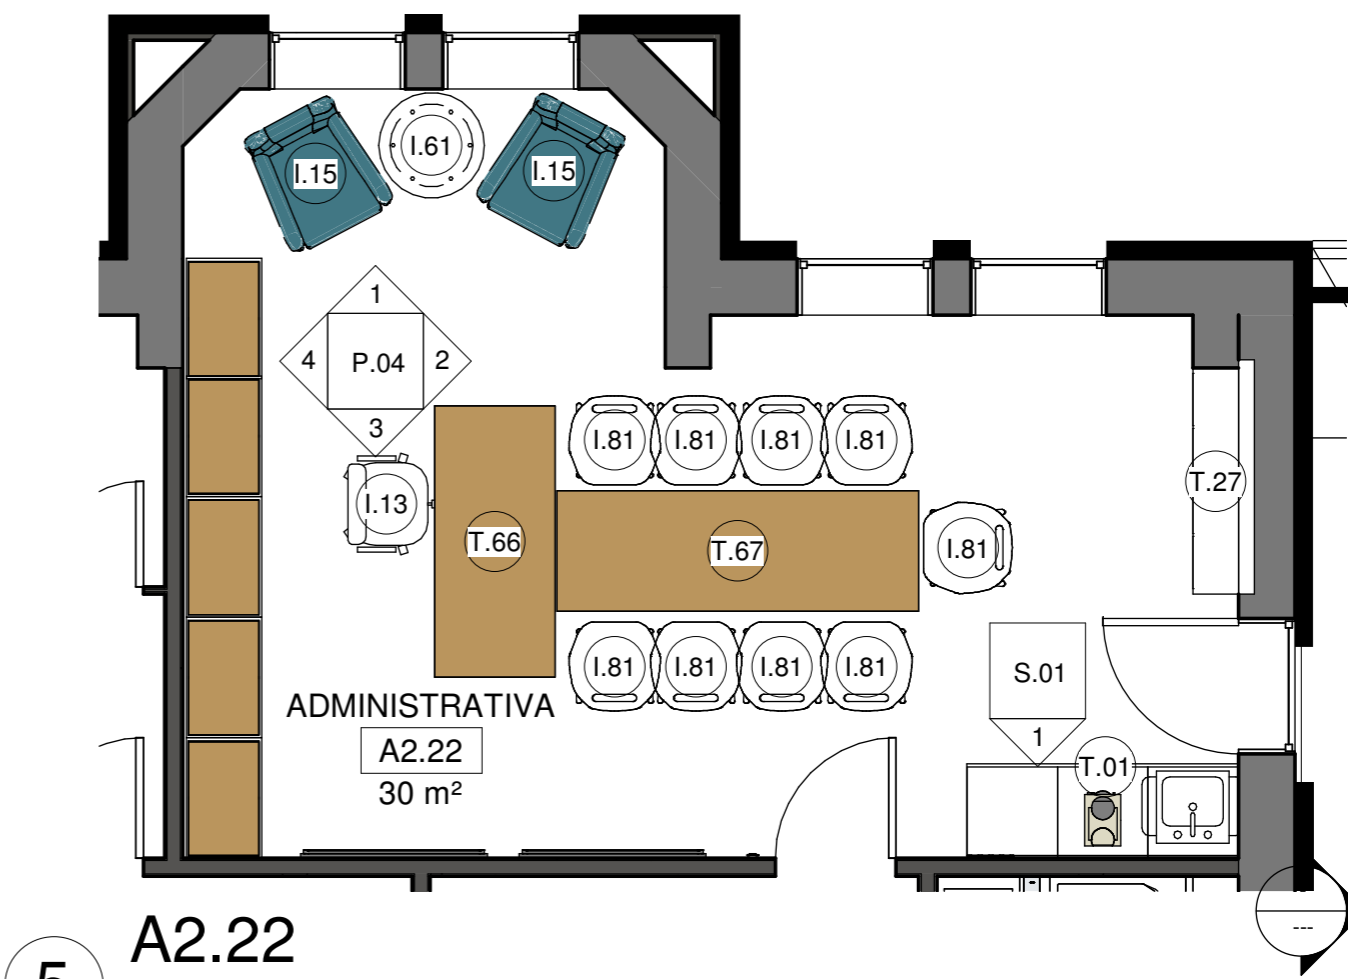 I.15
I.61
I.15
1
4
P.04
2
3
I.81
I.81
I.81
I.81
T.27
I.13
T.66
T.67
I.81
I.81
I.81
I.81
I.81
S.01
1
ADMINISTRATIVA
A2.22
30 m²
T.01
A2.22
5
---